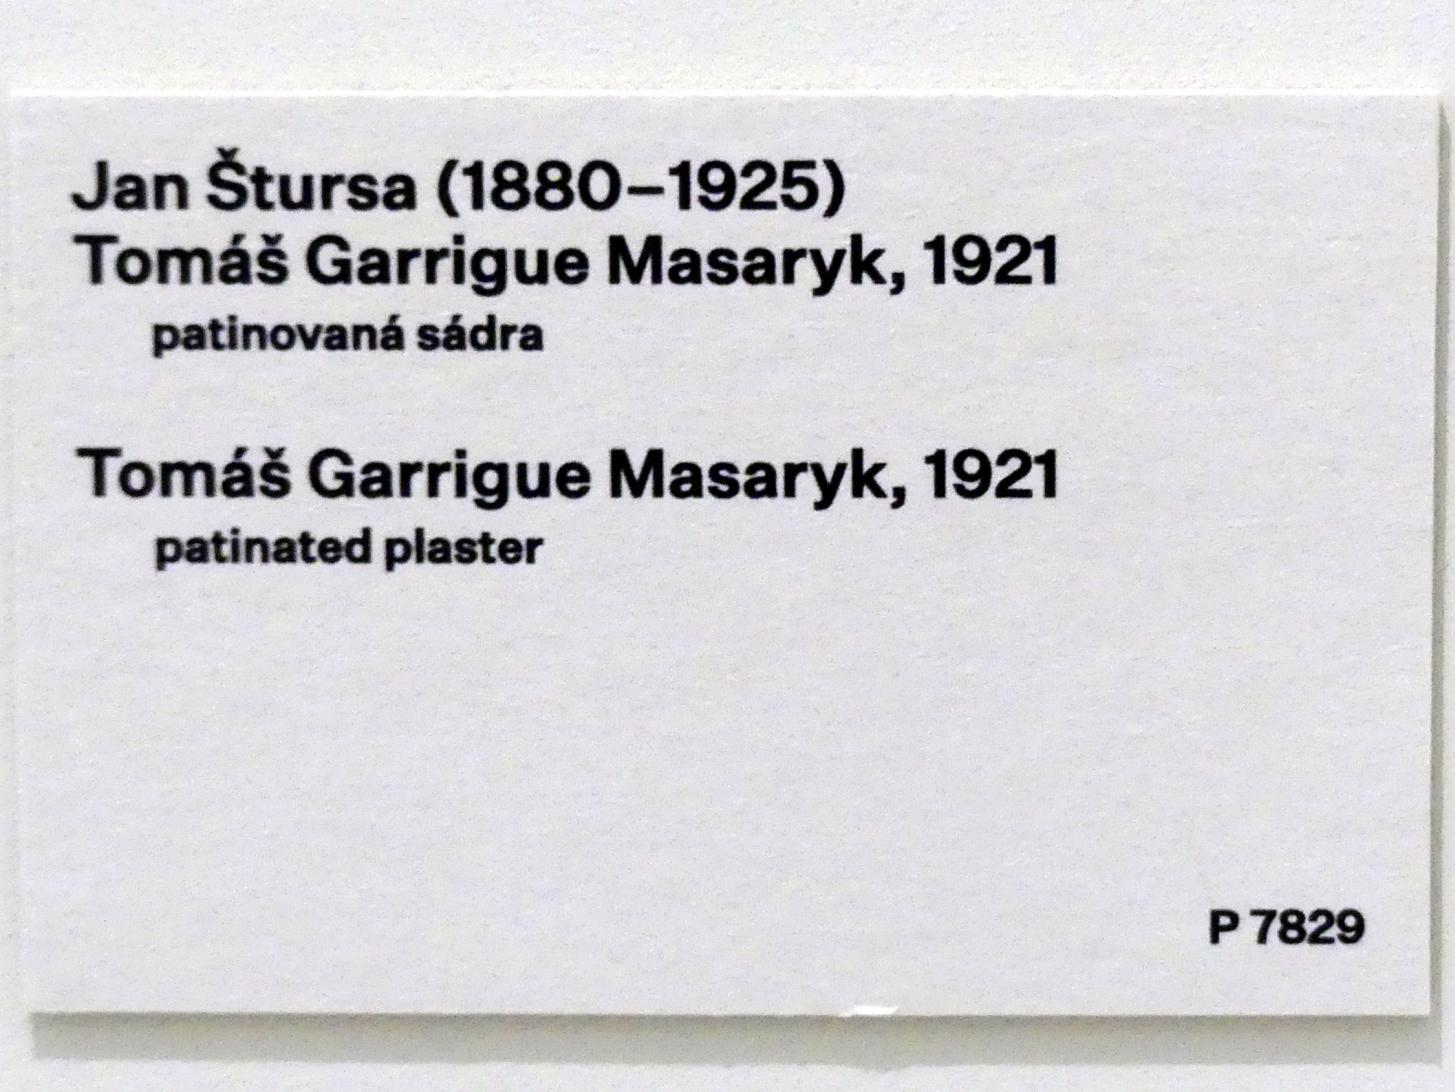 Jan Štursa (1880–1925)
Tomáš Garrigue Masaryk, 1921
patinovaná sádra
Tomáš Garrigue Masaryk, 1921
patinated plaster
P 7829